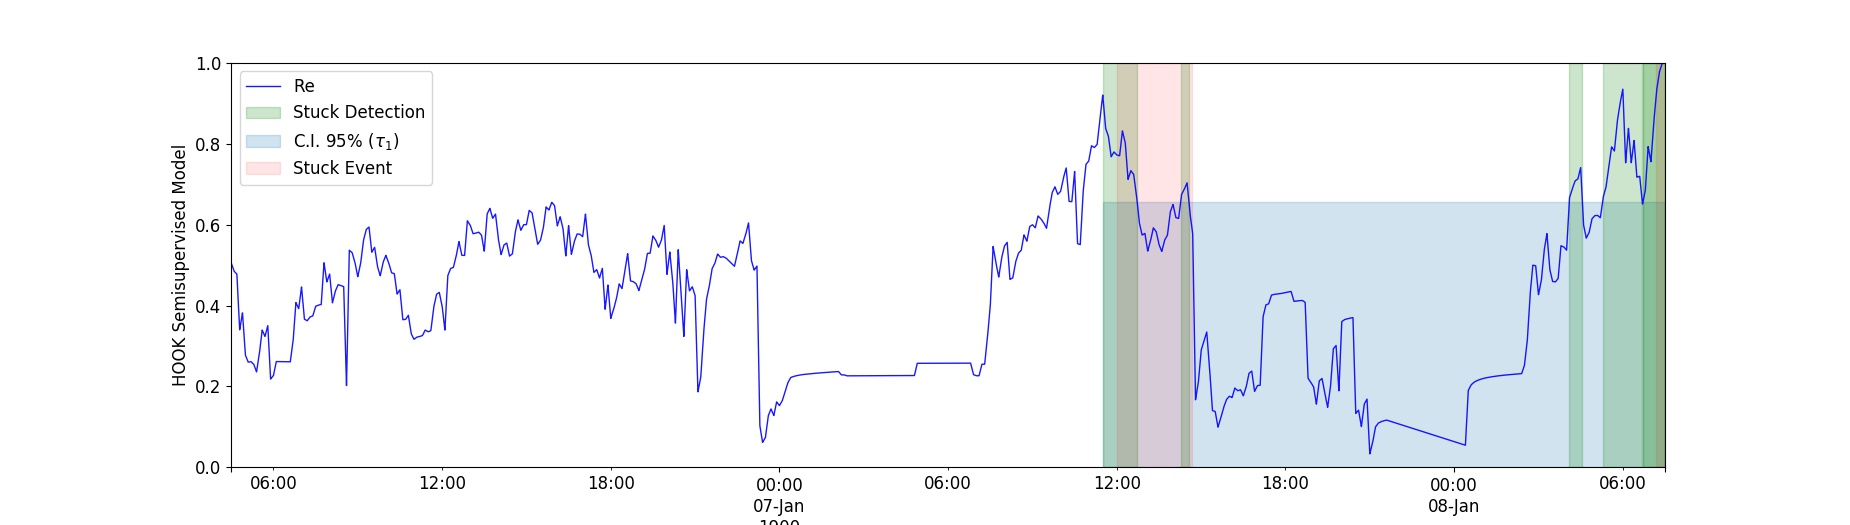 HOOK Semisupervised Model
1.0
0.8
0.6
0.4
0.2
0.0
Re
Stuck Detection
C.I. 95% (τ₁)
Stuck Event
06:00 12:00 18:00 00:00 06:00 12:00 18:00 00:00 06:00
07-Jan 08-Jan
1900